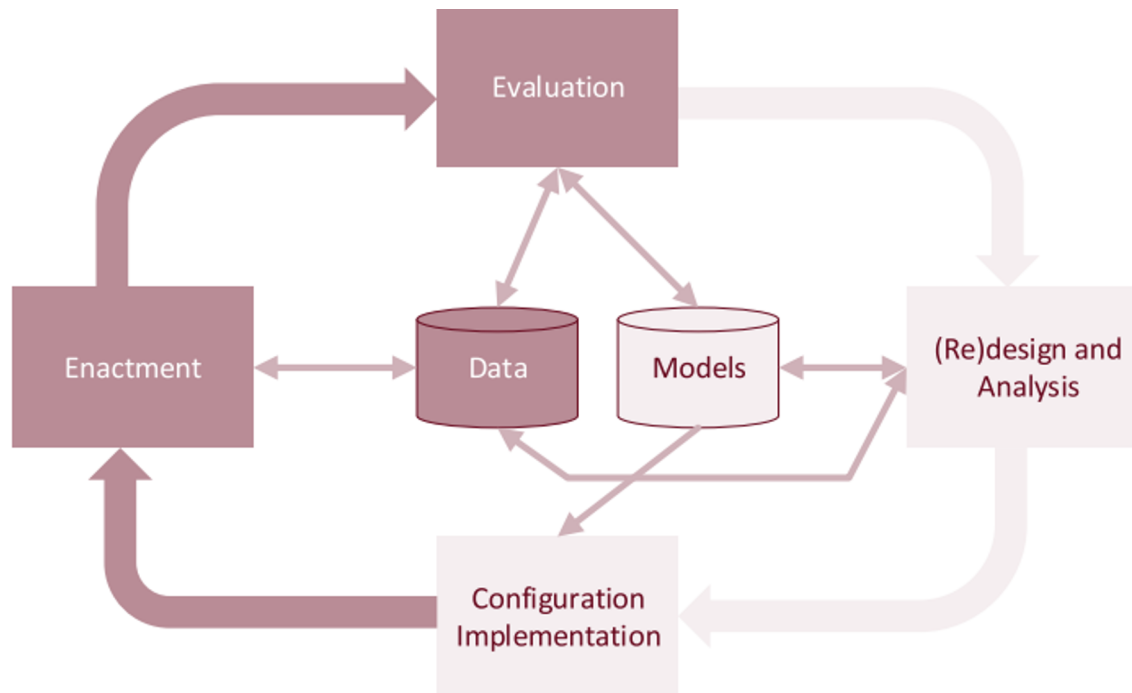 Evaluation
Enactment
Data
Models
(Re)design and
Analysis
Configuration
Implementation